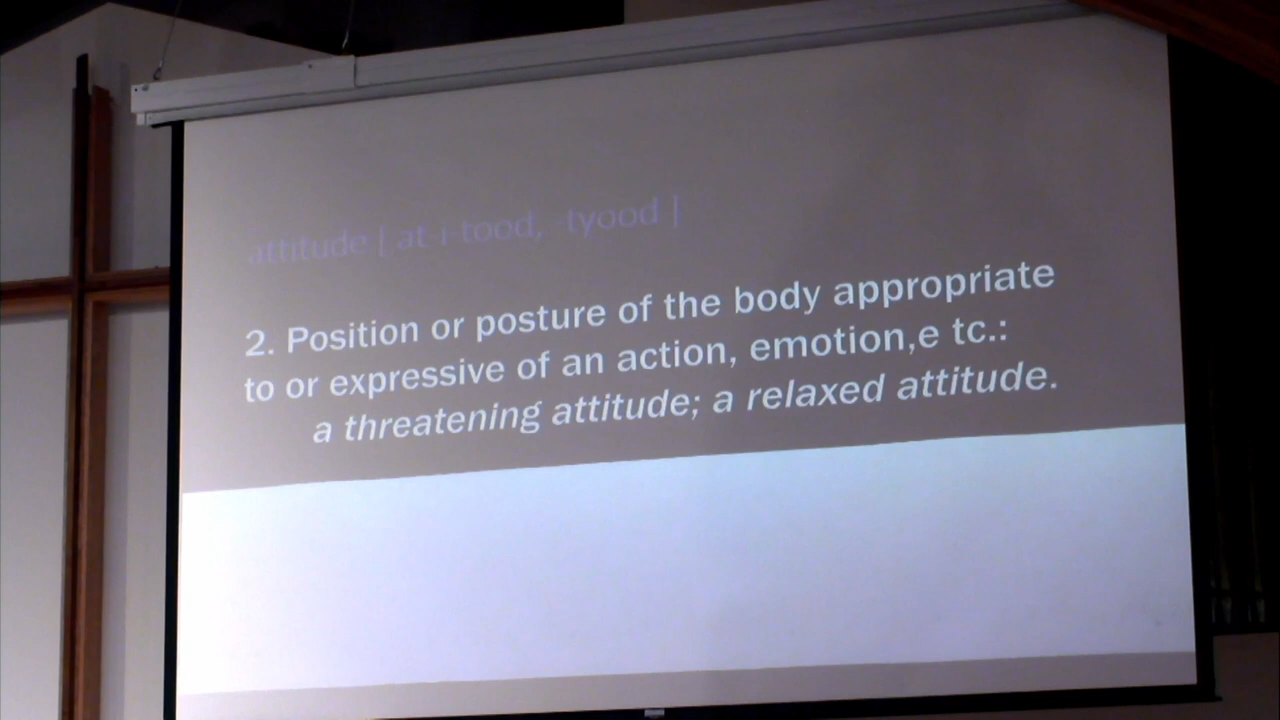 attitude [ at-i-tood, -tyood ]
2. Position or posture of the body appropriate
to or expressive of an action, emotion,e tc.:
a threatening attitude; a relaxed attitude.